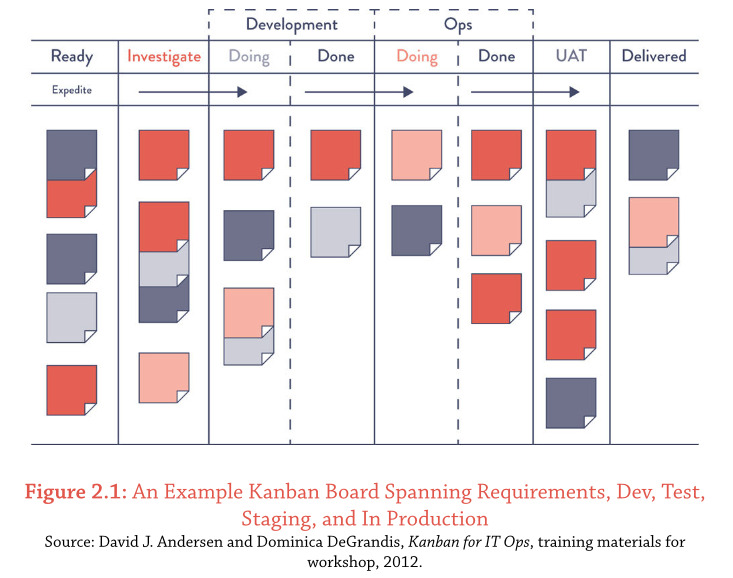 Development Ops
Ready Investigate Doing Done Doing Done UAT Delivered
Expedite
Figure 2.1: An Example Kanban Board Spanning Requirements, Dev, Test,
Staging, and In Production
Source: David J. Andersen and Dominica DeGrandis, Kanban for IT Ops, training materials for
workshop, 2012.